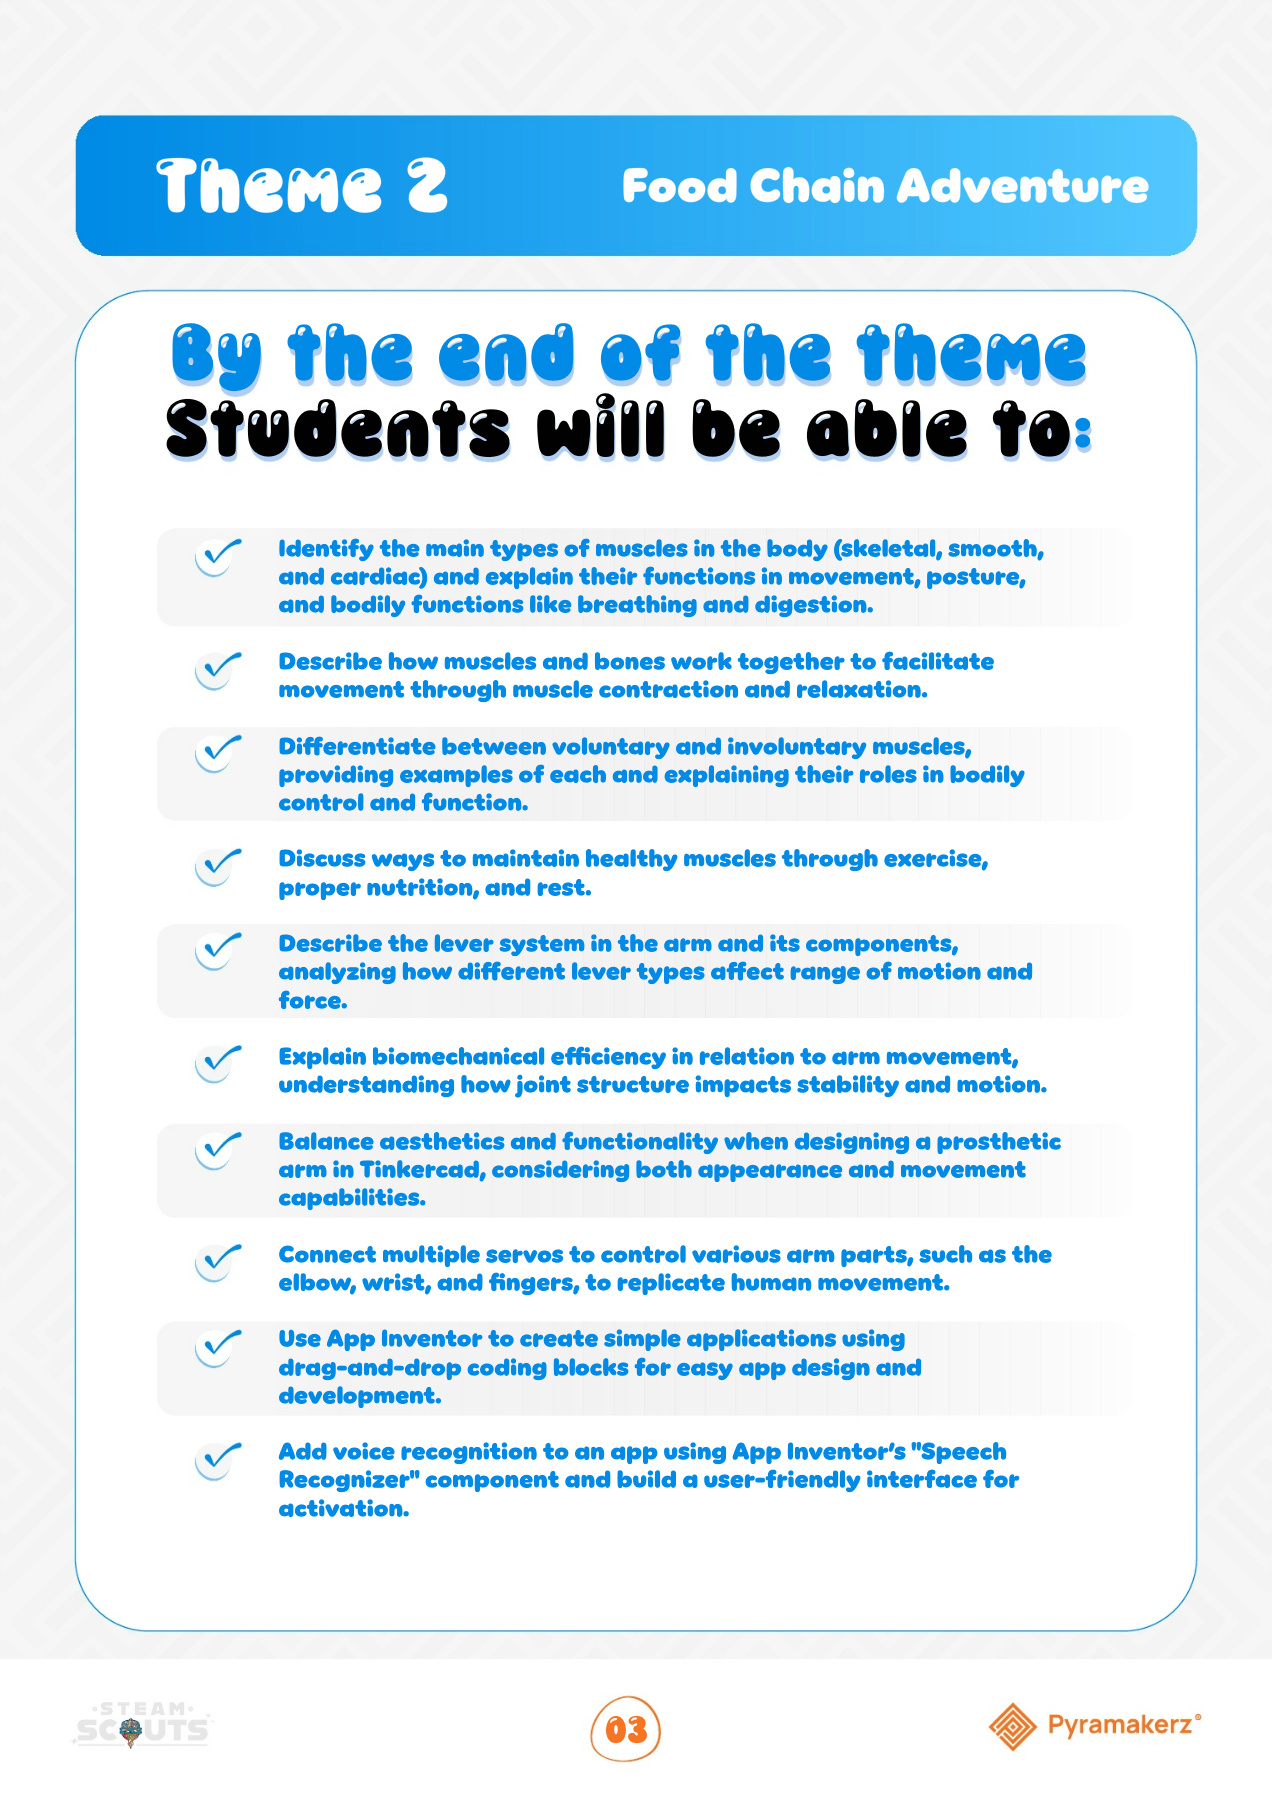 Theme 2
Food Chain Adventure
By the end of the theme
Students will be able to:
Identify the main types of muscles in the body (skeletal, smooth,
and cardiac) and explain their functions in movement, posture,
and bodily functions like breathing and digestion.
Describe how muscles and bones work together to facilitate
movement through muscle contraction and relaxation.
Differentiate between voluntary and involuntary muscles,
providing examples of each and explaining their roles in bodily
control and function.
Discuss ways to maintain healthy muscles through exercise,
proper nutrition, and rest.
Describe the lever system in the arm and its components,
analyzing how different lever types affect range of motion and
force.
Explain biomechanical efficiency in relation to arm movement,
understanding how joint structure impacts stability and motion.
Balance aesthetics and functionality when designing a prosthetic
arm in Tinkercad, considering both appearance and movement
capabilities.
Connect multiple servos to control various arm parts, such as the
elbow, wrist, and fingers, to replicate human movement.
Use App Inventor to create simple applications using
drag-and-drop coding blocks for easy app design and
development.
Add voice recognition to an app using App Inventor's "Speech
Recognizer" component and build a user-friendly interface for
activation.
STEAM
SCOUTS
03
Pyramakerz®